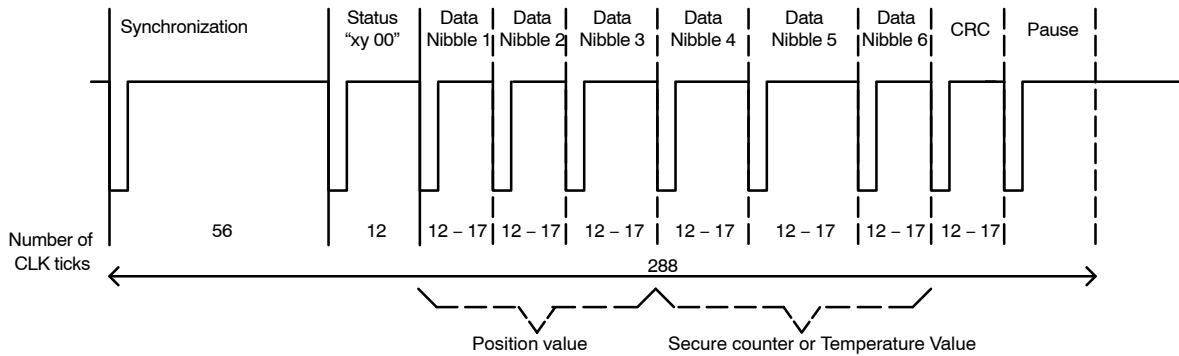 Synchronization
Status
"xy 00"
Data
Nibble 1
Data
Nibble 2
Data
Nibble 3
Data
Nibble 4
Data
Nibble 5
Data
Nibble 6
CRC
Pause
Number of
CLK ticks
56
12
12 – 17
12 – 17
12 – 17
12 – 17
12 – 17
12 – 17
12 – 17
288
Position value
Secure counter or Temperature Value